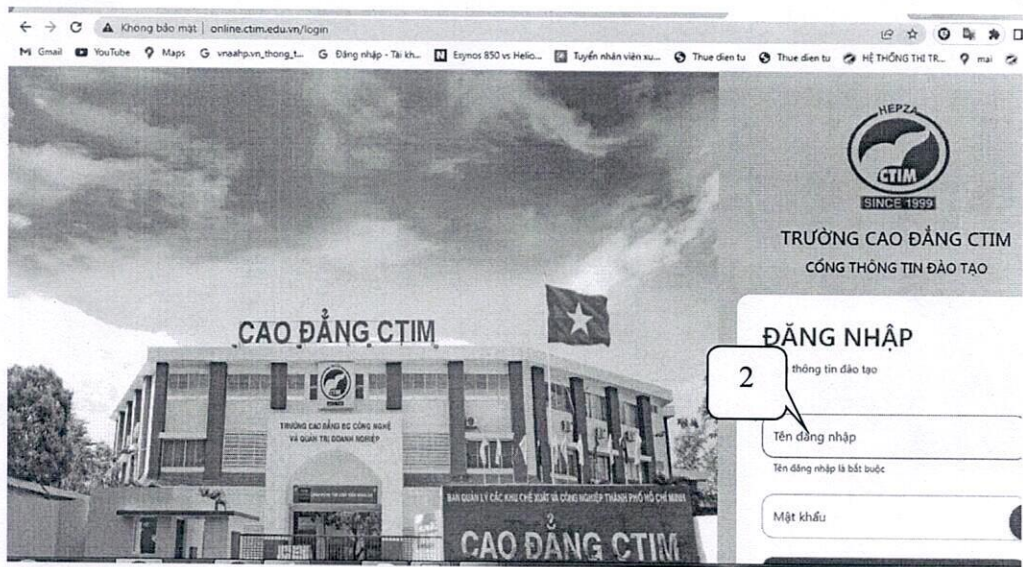 Không bảo mật | online.ctim.edu.vn/login
Gmail YouTube Maps vnaahp.vn_thong_t... Đăng nhập - Tài kh... Exynos 850 vs Helio... Tuyển nhân viên xu... Thue dien tu Thue dien tu HỆ THỐNG THI TR... mai
HEPZA
CTIM
SINCE 1999
TRƯỜNG CAO ĐẲNG CTIM
CỔNG THÔNG TIN ĐÀO TẠO
ĐĂNG NHẬP
thông tin đào tạo
2
Tên đăng nhập
Tên đăng nhập là bắt buộc
Mật khẩu
CAO ĐẲNG CTIM
TRƯỜNG CAO ĐẲNG BC CÔNG NGHỆ
VÀ QUẢN TRỊ DOANH NGHIỆP
BAN QUẢN LÝ CÁC KHU CHẾ XUẤT VÀ CÔNG NGHIỆP THÀNH PHỐ HỒ CHÍ MINH
CAO ĐẲNG CTIM